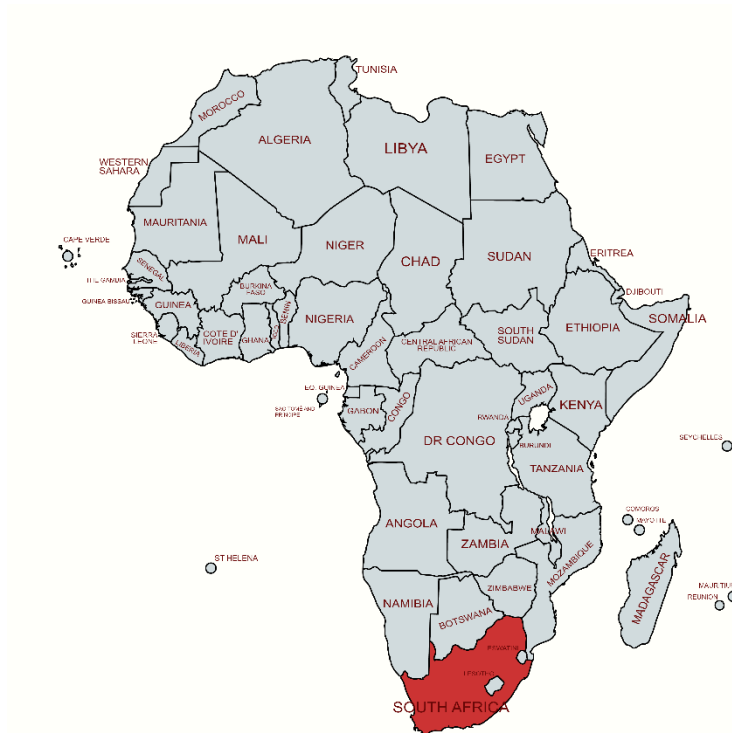 TUNISIA
MOROCCO
ALGERIA
LIBYA
EGYPT
WESTERN
SAHARA
MAURITANIA
MALI
NIGER
CHAD
SUDAN
ERITREA
CAPE VERDE
SENEGAL
THE GAMBIA
GUINEA BISSAU
GUINEA
BURKINA
FASO
BENIN
TOGO
NIGERIA
DJIBOUTI
SOMALIA
SIERRA
LEONE
LIBERIA
COTE D'
IVOIRE
GHANA
CAMEROON
CENTRAL AFRICAN
REPUBLIC
SOUTH
SUDAN
ETHIOPIA
EQ. GUINEA
SAO TOME AND
PRINCIPE
GABON
CONGO
DR CONGO
UGANDA
KENYA
RWANDA
BURUNDI
TANZANIA
SEYCHELLES
COMOROS
MAYOTTE
ANGOLA
ZAMBIA
MALAWI
MOZAMBIQUE
MADAGASCAR
ST HELENA
MAURITIU
REUNION
NAMIBIA
BOTSWANA
ZIMBABWE
ESWATINI
LESOTHO
SOUTH AFRICA